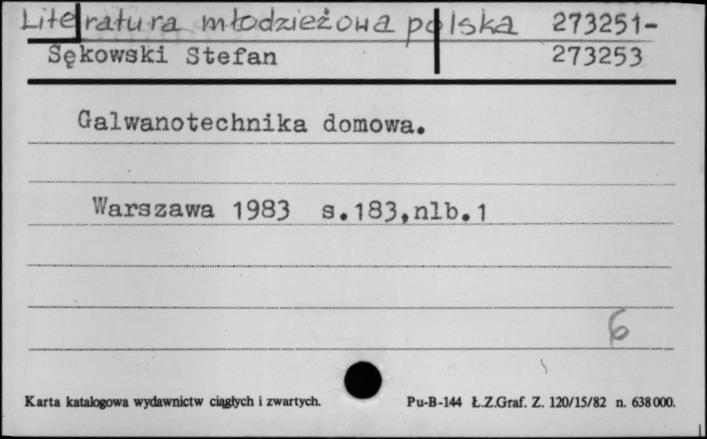 Literatura młodzieżowa polska 273251-
Sękowski Stefan 273253
Galwanotechnika domowa.
Warszawa 1983 s.183,nlb.1
6
Karta katalogowa wydawnictw ciągłych i zwartych. Pu-B-144 Ł.Z.Graf. Z. 120/15/82 n. 638000.